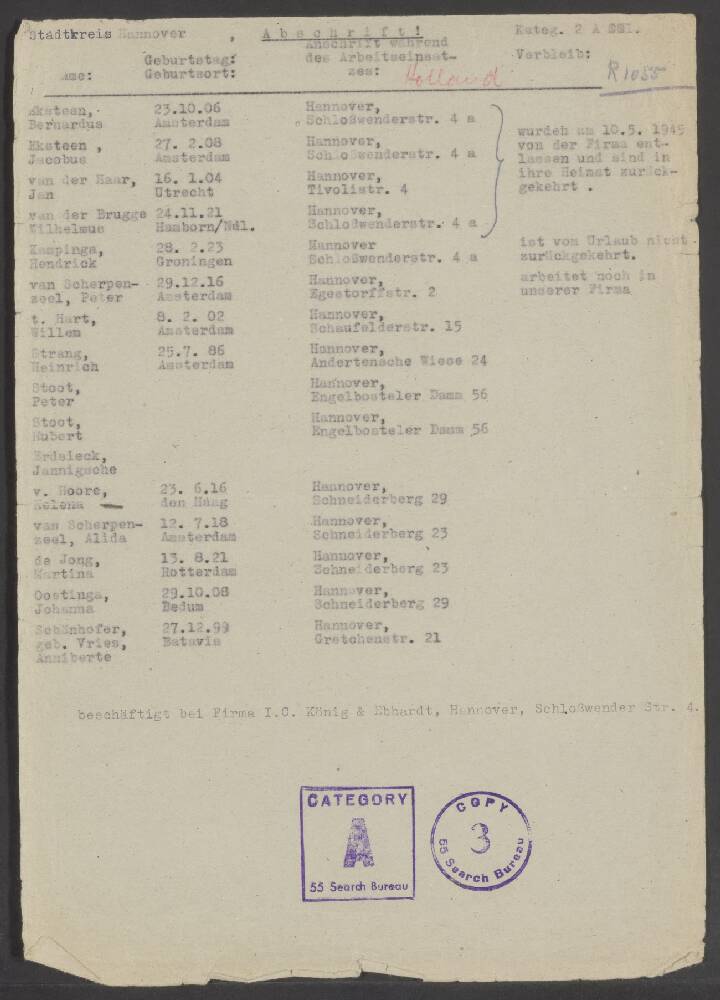 Stadtkreis Hannover , Abschrift! Kateg. 2 A
Anschrift während
Geburtstag: des Arbeitseinsat- Verbleib:
Geburtsort: zes: Holland R 1055
Eksteen, 23.10.06 Hannover,
Bernardus Amsterdam Schloßwenderstr. 4 a
Eksteen , 27. 2.08 Hannover, wurden am 10.5. 1945
Jacobus Amsterdam Schloßwenderstr. 4 a von der Firma ent-
lassen und sind in
van der Haar, 16. 1.04 Hannover, ihre Heimat zurück-
Jan Utrecht Tivolistr. 4 gekehrt .
van der Brugge 24.11.21 Hannover,
Wilhelmus Hamborn/Ndl. Schloßwenderstr. 4 a
Kampinga, 28. 2.23 Hannover ist vom Urlaub nicht
Hendrick Groningen Schloßwenderstr. 4 a zurückgekehrt.
van Scherpen- 29.12.16 Hannover, arbeitet noch in
zeel, Peter Amsterdam Egestorffstr. 2 unserer Firma
t. Hart, 8. 2. 02 Hannover,
Willem Amsterdam Schaufelderstr. 15
Strang, 25.7. 86 Hannover,
Heinrich Amsterdam Andertensche Wiese 24
Stoot, Hannover,
Peter Engelbosteler Damm 56
Stoot, Hannover,
Hubert Engelbosteler Damm 56
Erdsieck,
Jannigsche
v. Hoore, 23. 6.16 Hannover,
Helena den Haag Schneiderberg 29
van Scherpen- 12. 7.18 Hannover,
zeel, Alida Amsterdam Schneiderberg 23
de Jong, 13. 8.21 Hannover,
Martina Rotterdam Schneiderberg 23
Oostinga, 29.10.08 Hannover,
Johanna Bedum Schneiderberg 29
Schönhofer, 27.12.99 Hannover,
geb. Vries, Batavia Gretchenstr. 21
Anniberte
beschäftigt bei Firma I.C. König & Ebhardt, Hannover, Schloßwender Str. 4.
CATEGORY
A
55 Search Bureau
COPY
3
55 Search Bureau